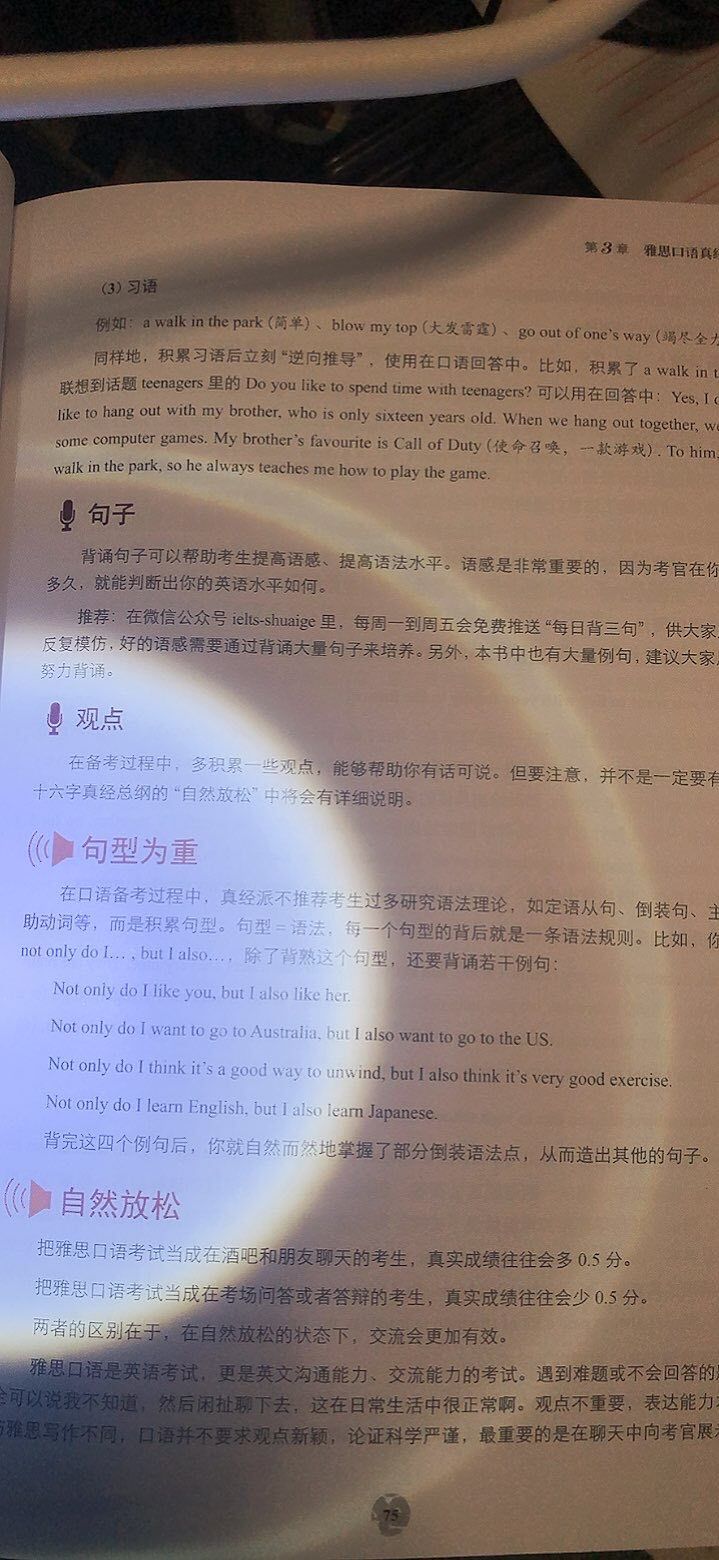 第 3 章 雅思口语真经
(3) 习语
例如：a walk in the park (简单) 、blow my top (大发雷霆) 、go out of one's way (竭尽全力
同样地，积累习语后立刻“逆向推导”，使用在口语回答中。比如，积累了 a walk in t
联想到话题 teenagers 里的 Do you like to spend time with teenagers? 可以用在回答中：Yes, I
like to hang out with my brother, who is only sixteen years old. When we hang out together, we
some computer games. My brother's favourite is Call of Duty (使命召唤，一款游戏) . To him,
walk in the park, so he always teaches me how to play the game.
句子
背诵句子可以帮助考生提高语感、提高语法水平。语感是非常重要的，因为考官在你
多久，就能判断出你的英语水平如何。
推荐：在微信公众号 ielts-shuaige 里，每周一到周五会免费推送“每日背三句”，供大家
反复模仿，好的语感需要通过背诵大量句子来培养。另外，本书中也有大量例句，建议大家
努力背诵。
观点
在备考过程中，多积累一些观点，能够帮助你有话可说。但要注意，并不是一定要有
十六字真经总纲的“自然放松”中将会有详细说明。
句型为重
在口语备考过程中，真经派不推荐考生过多研究语法理论，如定语从句、倒装句、主
助动词等，而是积累句型。句型 = 语法，每一个句型的背后就是一条语法规则。比如，你
not only do I… , but I also…，除了背熟这个句型，还要背诵若干例句：
Not only do I like you, but I also like her.
Not only do I want to go to Australia, but I also want to go to the US.
Not only do I think it's a good way to unwind, but I also think it's very good exercise.
Not only do I learn English, but I also learn Japanese.
背完这四个例句后，你就自然而然地掌握了部分倒装语法点，从而造出其他的句子。
自然放松
把雅思口语考试当成在酒吧和朋友聊天的考生，真实成绩往往会多 0.5 分。
把雅思口语考试当成在考场问答或者答辩的考生，真实成绩往往会少 0.5 分。
两者的区别在于，在自然放松的状态下，交流会更加有效。
雅思口语是英语考试，更是英文沟通能力、交流能力的考试。遇到难题或不会回答的
全可以说我不知道，然后闲扯聊下去，这在日常生活中很正常啊。观点不重要，表达能力
与雅思写作不同，口语并不要求观点新颖，论证科学严谨，最重要的是在聊天中向考官展示
75